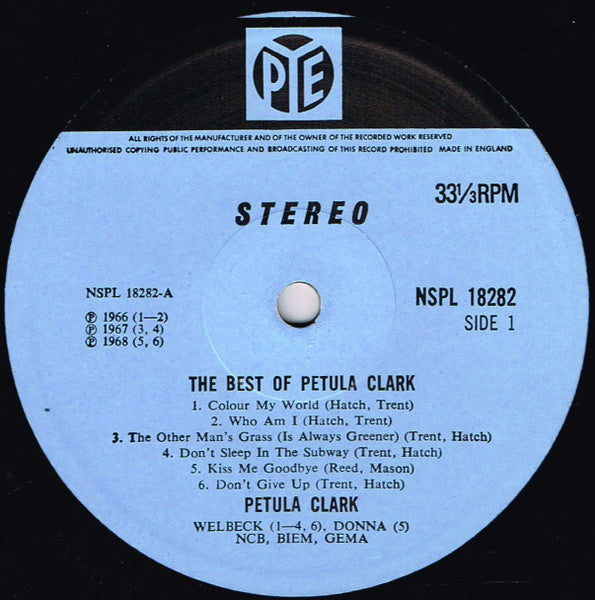 PYE
ALL RIGHTS OF THE MANUFACTURER AND OF THE OWNER OF THE RECORDED WORK RESERVED
UNAUTHORISED COPYING PUBLIC PERFORMANCE AND BROADCASTING OF THIS RECORD PROHIBITED MADE IN ENGLAND
33⅓RPM
STEREO
NSPL 18282-A
NSPL 18282
SIDE 1
℗ 1966 (1—2)
℗ 1967 (3, 4)
℗ 1968 (5, 6)
THE BEST OF PETULA CLARK
1. Colour My World (Hatch, Trent)
2. Who Am I (Hatch, Trent)
3. The Other Man's Grass (Is Always Greener) (Trent, Hatch)
4. Don't Sleep In The Subway (Trent, Hatch)
5. Kiss Me Goodbye (Reed, Mason)
6. Don't Give Up (Trent, Hatch)
PETULA CLARK
WELBECK (1—4, 6), DONNA (5)
NCB, BIEM, GEMA